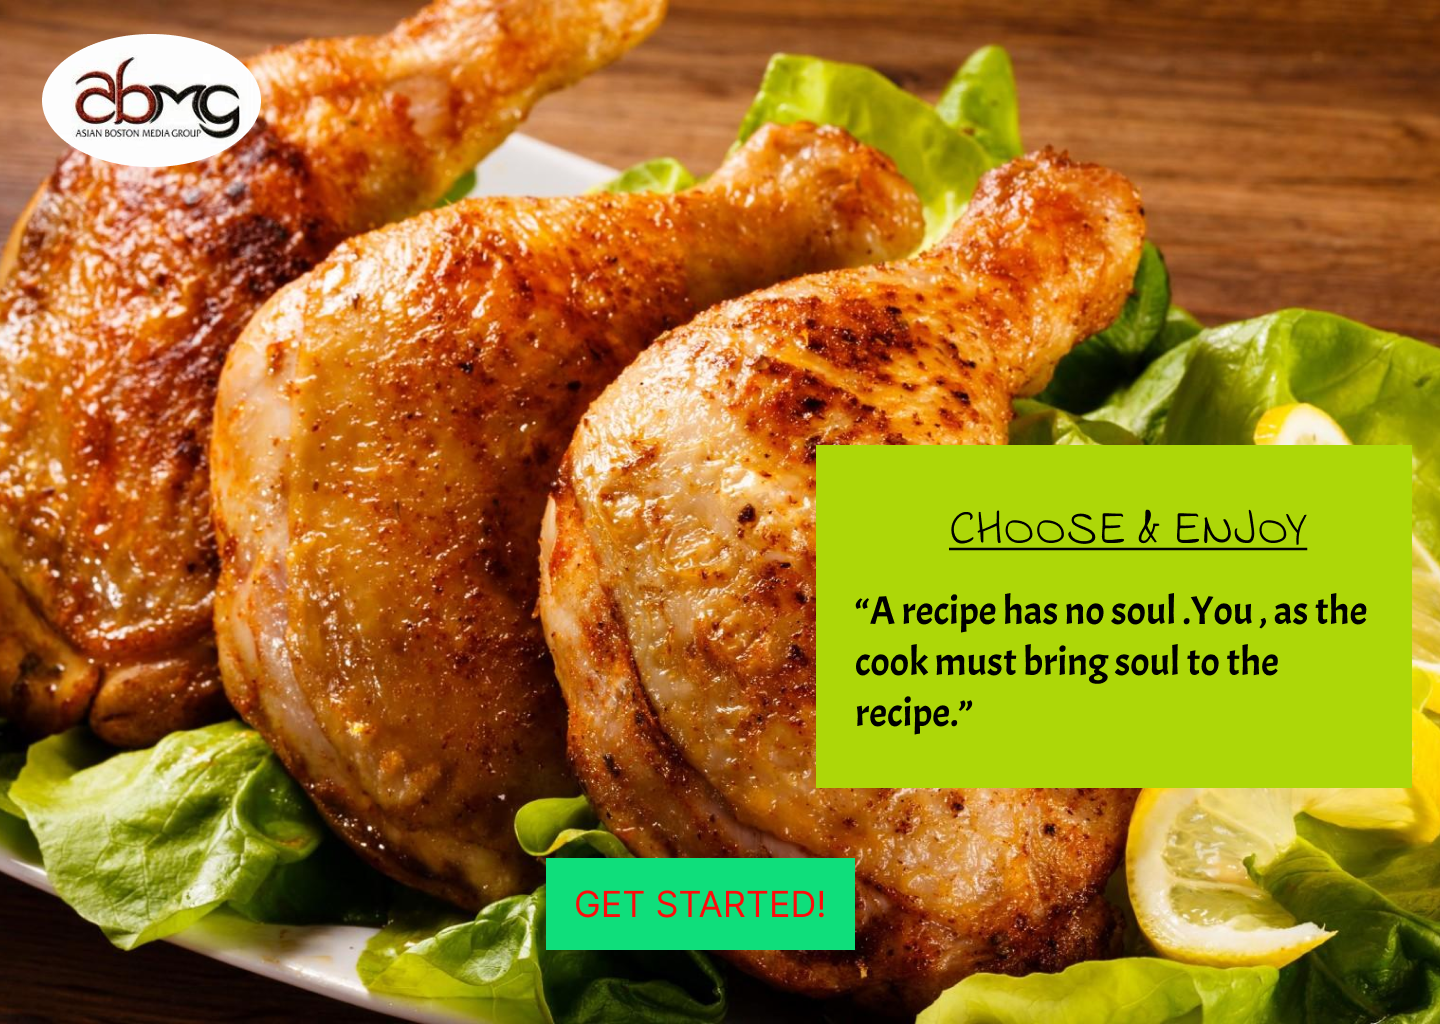 abmg
ASIAN BOSTON MEDIA GROUP
CHOOSE & ENJOY
“A recipe has no soul .You , as the
cook must bring soul to the
recipe.”
GET STARTED!